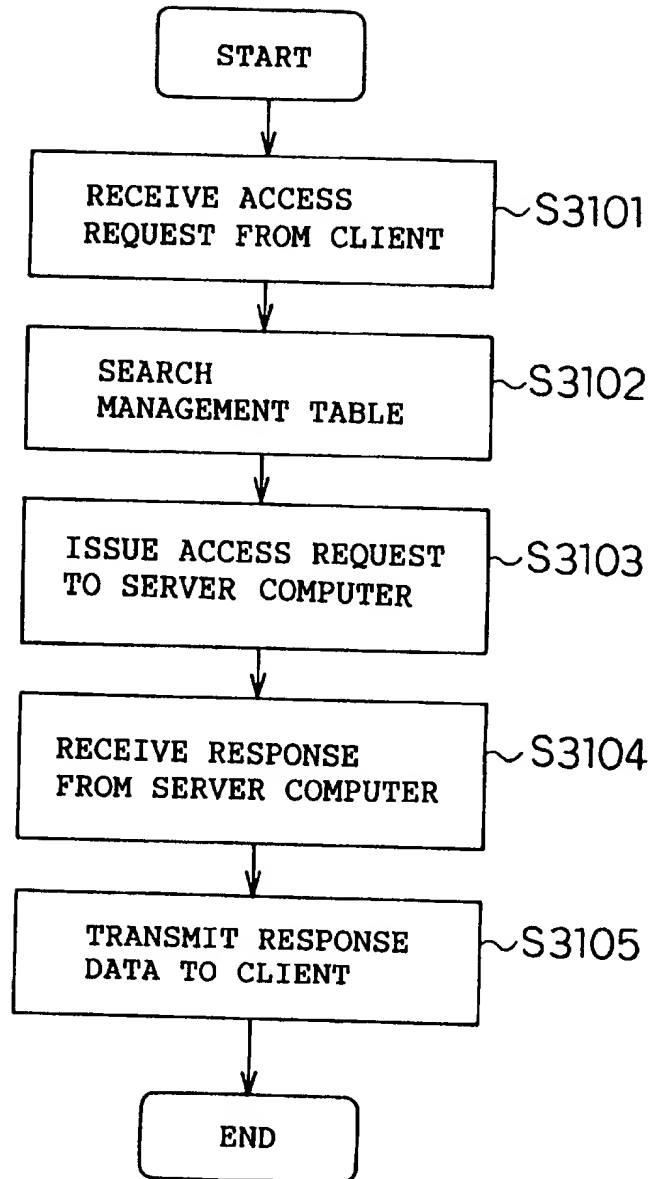 START
RECEIVE ACCESS
REQUEST FROM CLIENT
S3101
SEARCH
MANAGEMENT TABLE
S3102
ISSUE ACCESS REQUEST
TO SERVER COMPUTER
S3103
RECEIVE RESPONSE
FROM SERVER COMPUTER
S3104
TRANSMIT RESPONSE
DATA TO CLIENT
S3105
END